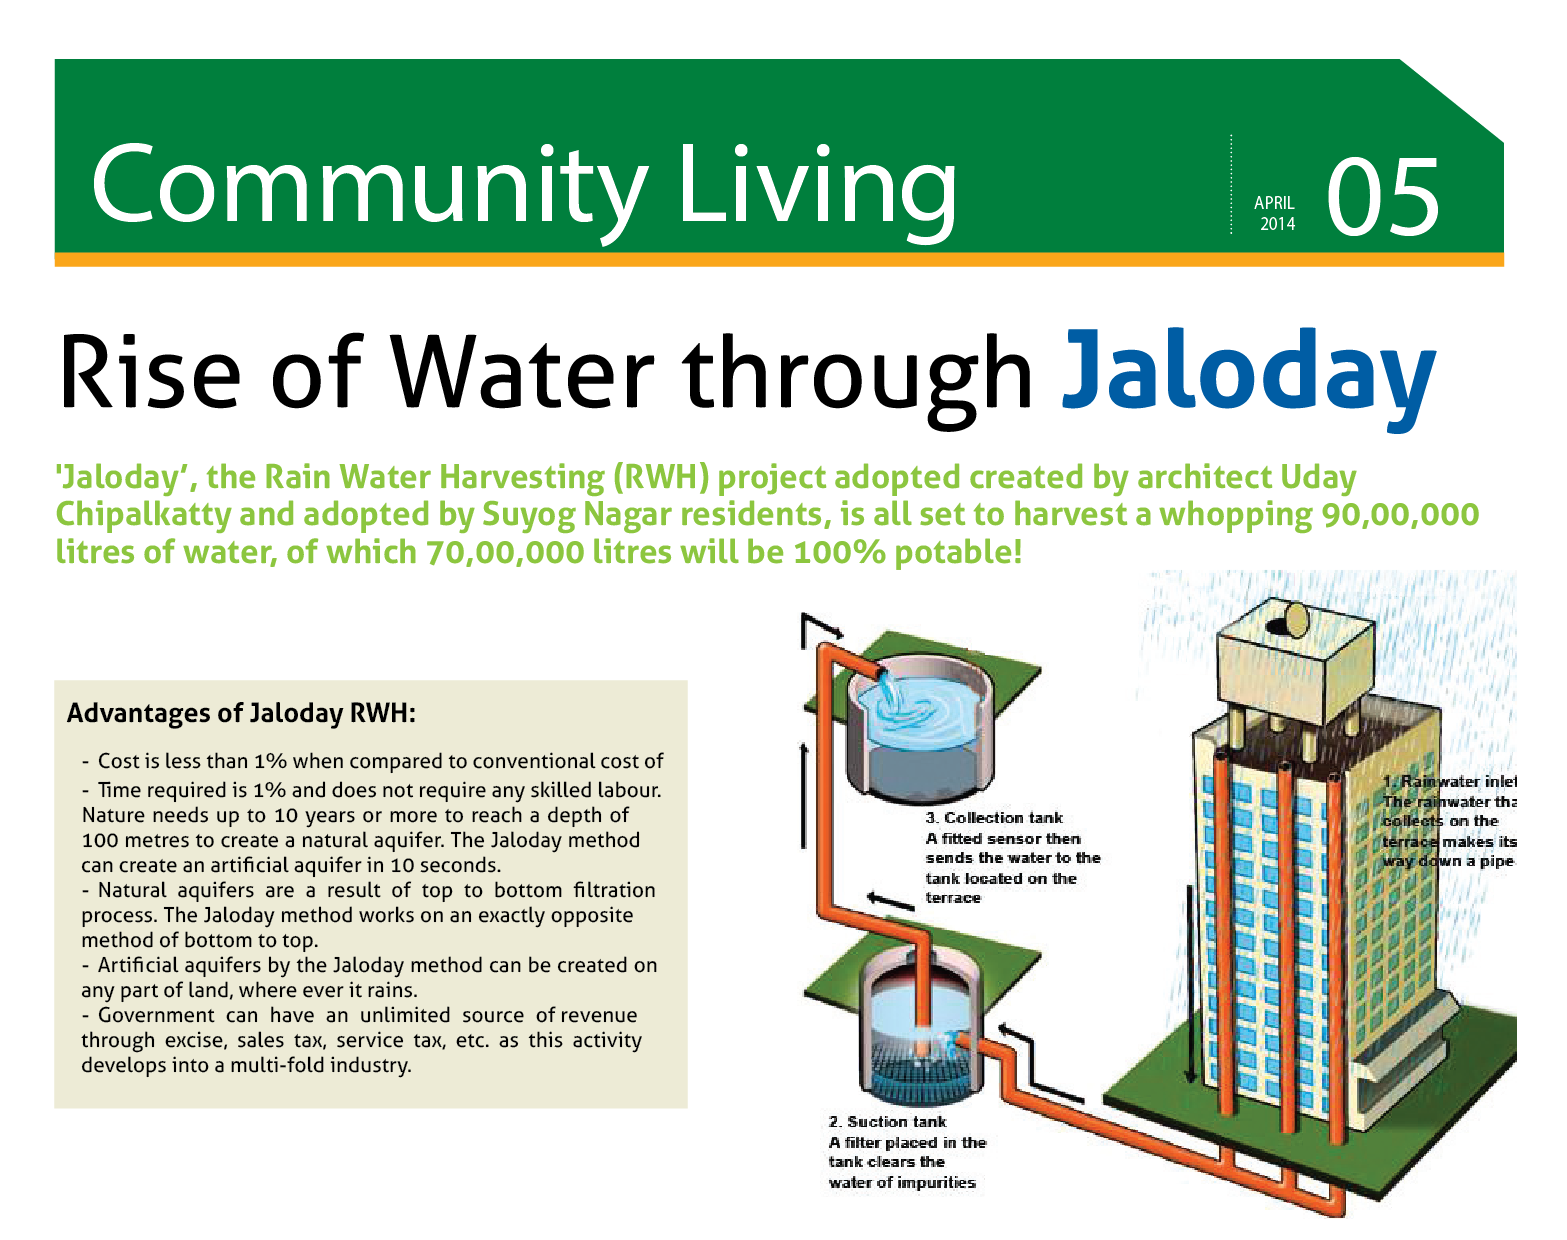 Community Living
APRIL
2014
05
Rise of Water through Jaloday
'Jaloday’, the Rain Water Harvesting (RWH) project adopted created by architect Uday
Chipalkatty and adopted by Suyog Nagar residents, is all set to harvest a whopping 90,00,000
litres of water, of which 70,00,000 litres will be 100% potable!
Advantages of Jaloday RWH:
- Cost is less than 1% when compared to conventional cost of
- Time required is 1% and does not require any skilled labour.
Nature needs up to 10 years or more to reach a depth of
100 metres to create a natural aquifer. The Jaloday method
can create an artificial aquifer in 10 seconds.
- Natural aquifers are a result of top to bottom filtration
process. The Jaloday method works on an exactly opposite
method of bottom to top.
- Artificial aquifers by the Jaloday method can be created on
any part of land, where ever it rains.
- Government can have an unlimited source of revenue
through excise, sales tax, service tax, etc. as this activity
develops into a multi-fold industry.
3. Collection tank
A fitted sensor then
sends the water to the
tank located on the
terrace
1. Rainwater inlet
The rainwater tha
collects on the
terrace makes its
way down a pipe
2. Suction tank
A filter placed in the
tank clears the
water of impurities